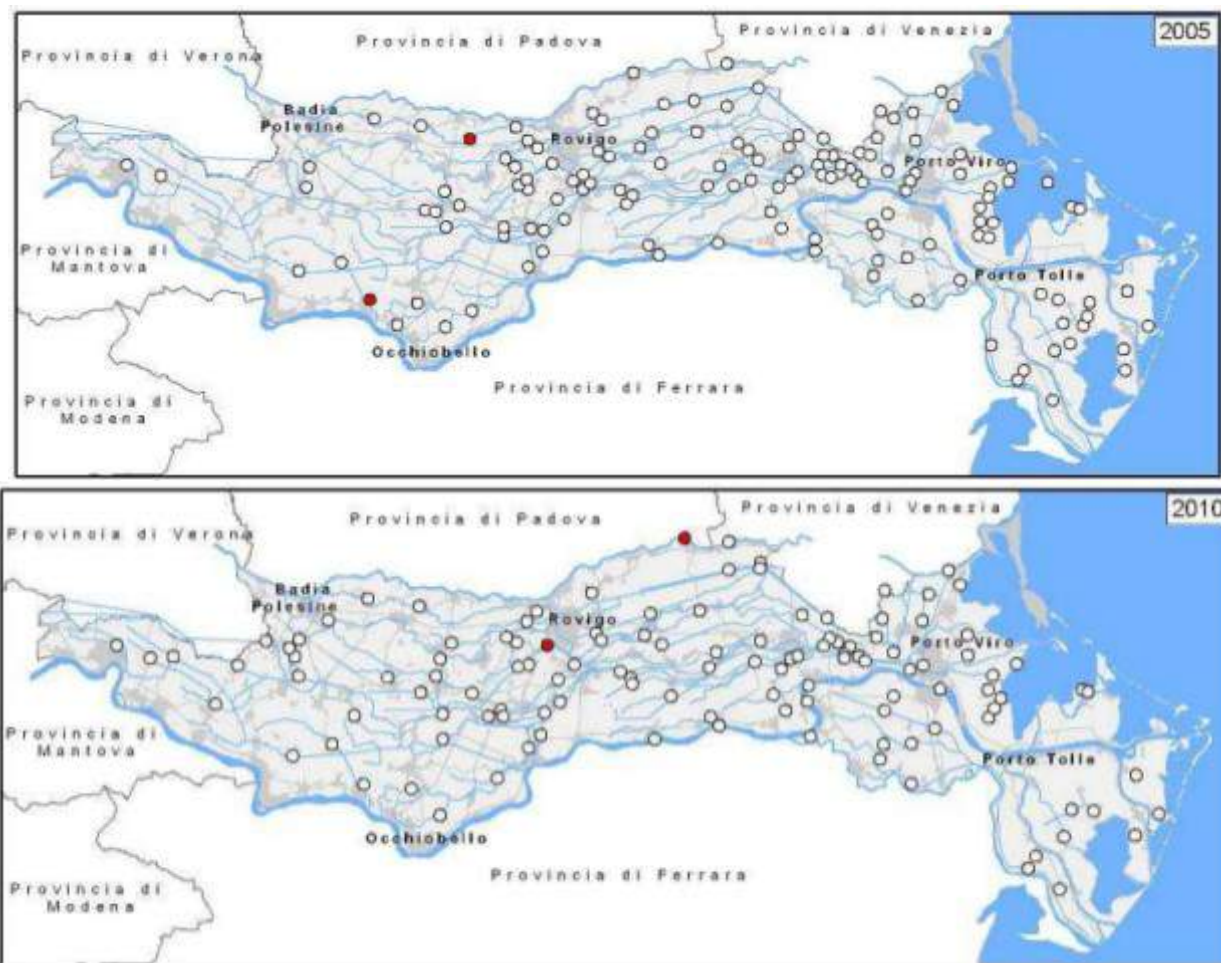 Provincia di Venezia
2005
Provincia di Padova
Provincia di Verona
Badia
Polesine
Rovigo
Porto Viro
Provincia di
Mantova
Porto Tolle
Occhiobello
Provincia di Ferrara
Provincia di
Modena
2010
Provincia di Venezia
Provincia di Padova
Provincia di Verona
Badia
Polesine
Rovigo
Porto Viro
Provincia di
Mantova
Porto Tolle
Occhiobello
Provincia di Ferrara
Provincia di
Modena